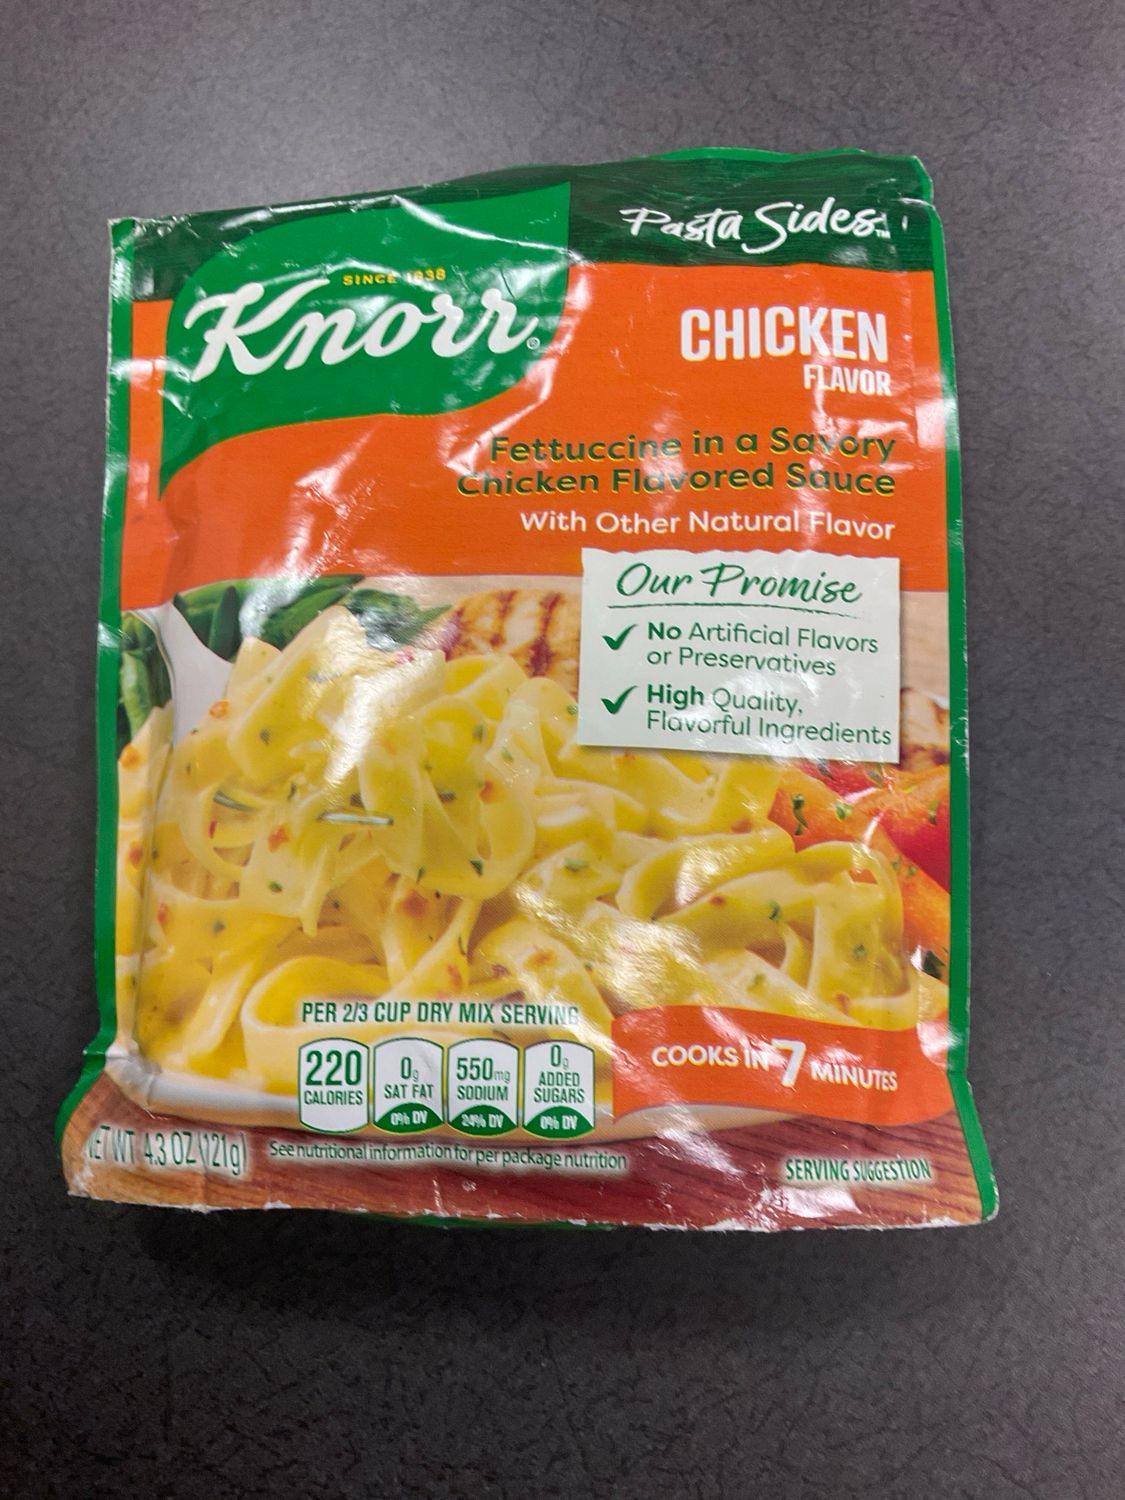 Pasta Sides™
SINCE 1838
Knorr®
CHICKEN
FLAVOR
Fettuccine in a Savory
Chicken Flavored Sauce
With Other Natural Flavor
Our Promise
✓ No Artificial Flavors
or Preservatives
✓ High Quality,
Flavorful Ingredients
PER 2/3 CUP DRY MIX SERVING
220
CALORIES
0g
SAT FAT
0% DV
550mg
SODIUM
24% DV
0g
ADDED
SUGARS
0% DV
COOKS IN 7 MINUTES
NET WT 4.3 OZ (121g)
See nutritional information for per package nutrition
SERVING SUGGESTION